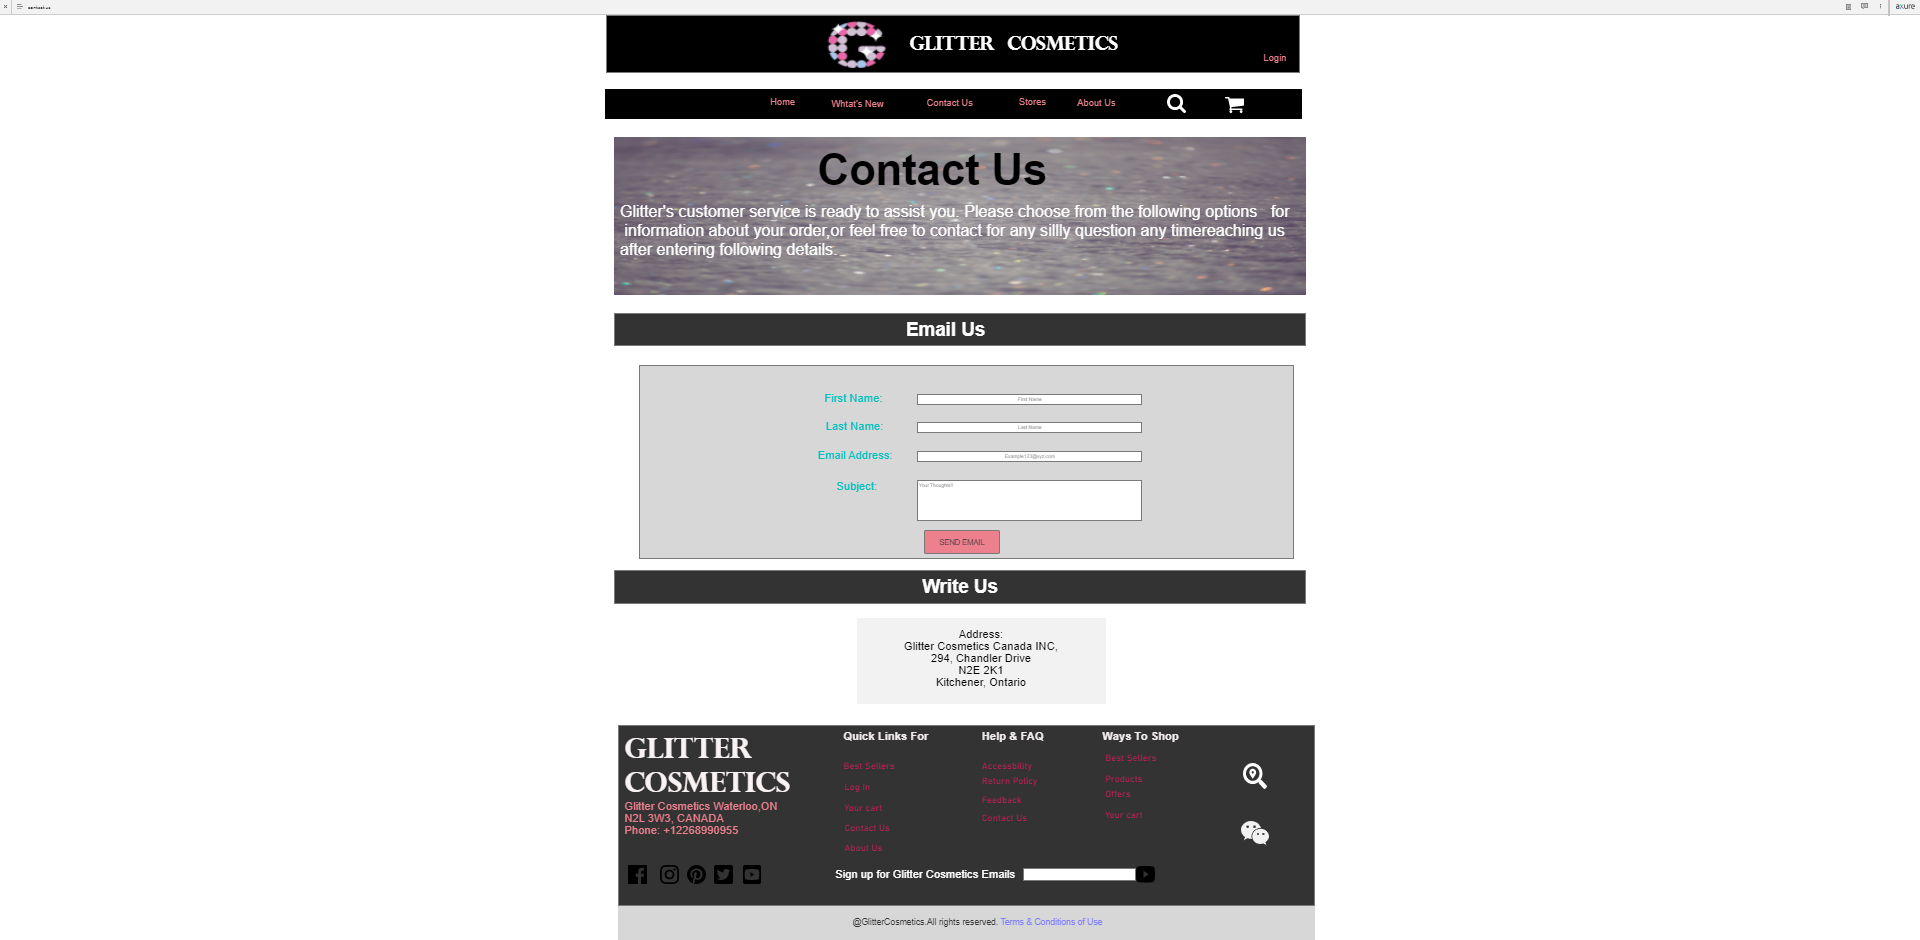 contact us
axure
GLITTER COSMETICS
Login
Home What's New Contact Us Stores About Us
Contact Us
Glitter's customer service is ready to assist you. Please choose from the following options for
information about your order,or feel free to contact for any sillly question any timereaching us
after entering following details.
Email Us
First Name: First Name
Last Name: Last Name
Email Address: Example123@xyz.com
Subject: Your Thoughts!!
SEND EMAIL
Write Us
Address:
Glitter Cosmetics Canada INC,
294, Chandler Drive
N2E 2K1
Kitchener, Ontario
GLITTER
COSMETICS
Glitter Cosmetics Waterloo,ON
N2L 3W3, CANADA
Phone: +12268990955
Quick Links For
Best Sellers
Log in
Your cart
Contact Us
About Us
Help & FAQ
Accessbility
Return Policy
Feedback
Contact Us
Ways To Shop
Best Sellers
Products
Offers
Your cart
Sign up for Glitter Cosmetics Emails
@GlitterCosmetics.All rights reserved. Terms & Conditions of Use